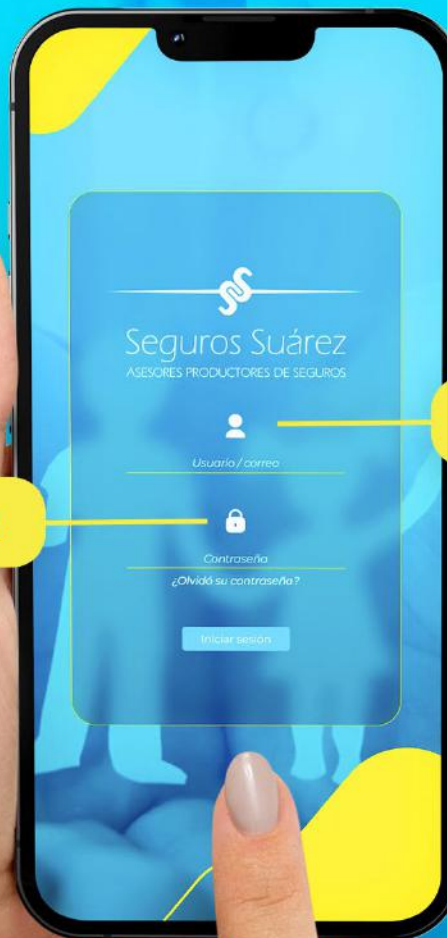 Seguros Suárez
ASESORES PRODUCTORES DE SEGUROS
Usuario / correo
Contraseña
¿Olvidó su contraseña?
Iniciar sesión